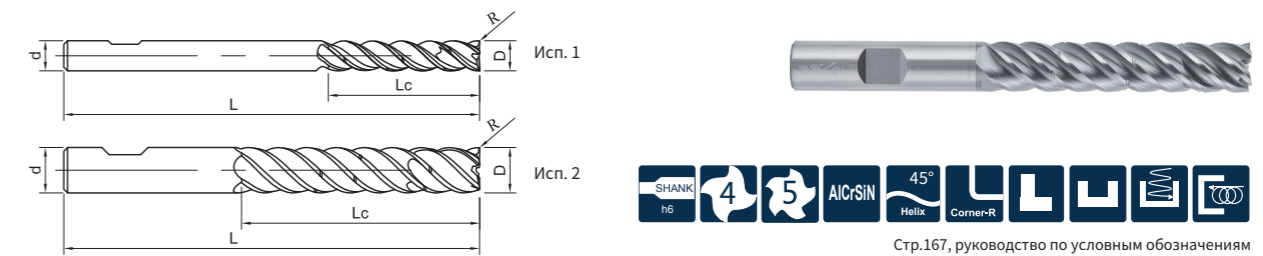 R
d
D
Исп. 1
Lc
L
R
d
D
Исп. 2
Lc
L
SHANK
h6
4
5
AlCrSiN
45°
Helix
Corner-R
Стр.167, руководство по условным обозначениям